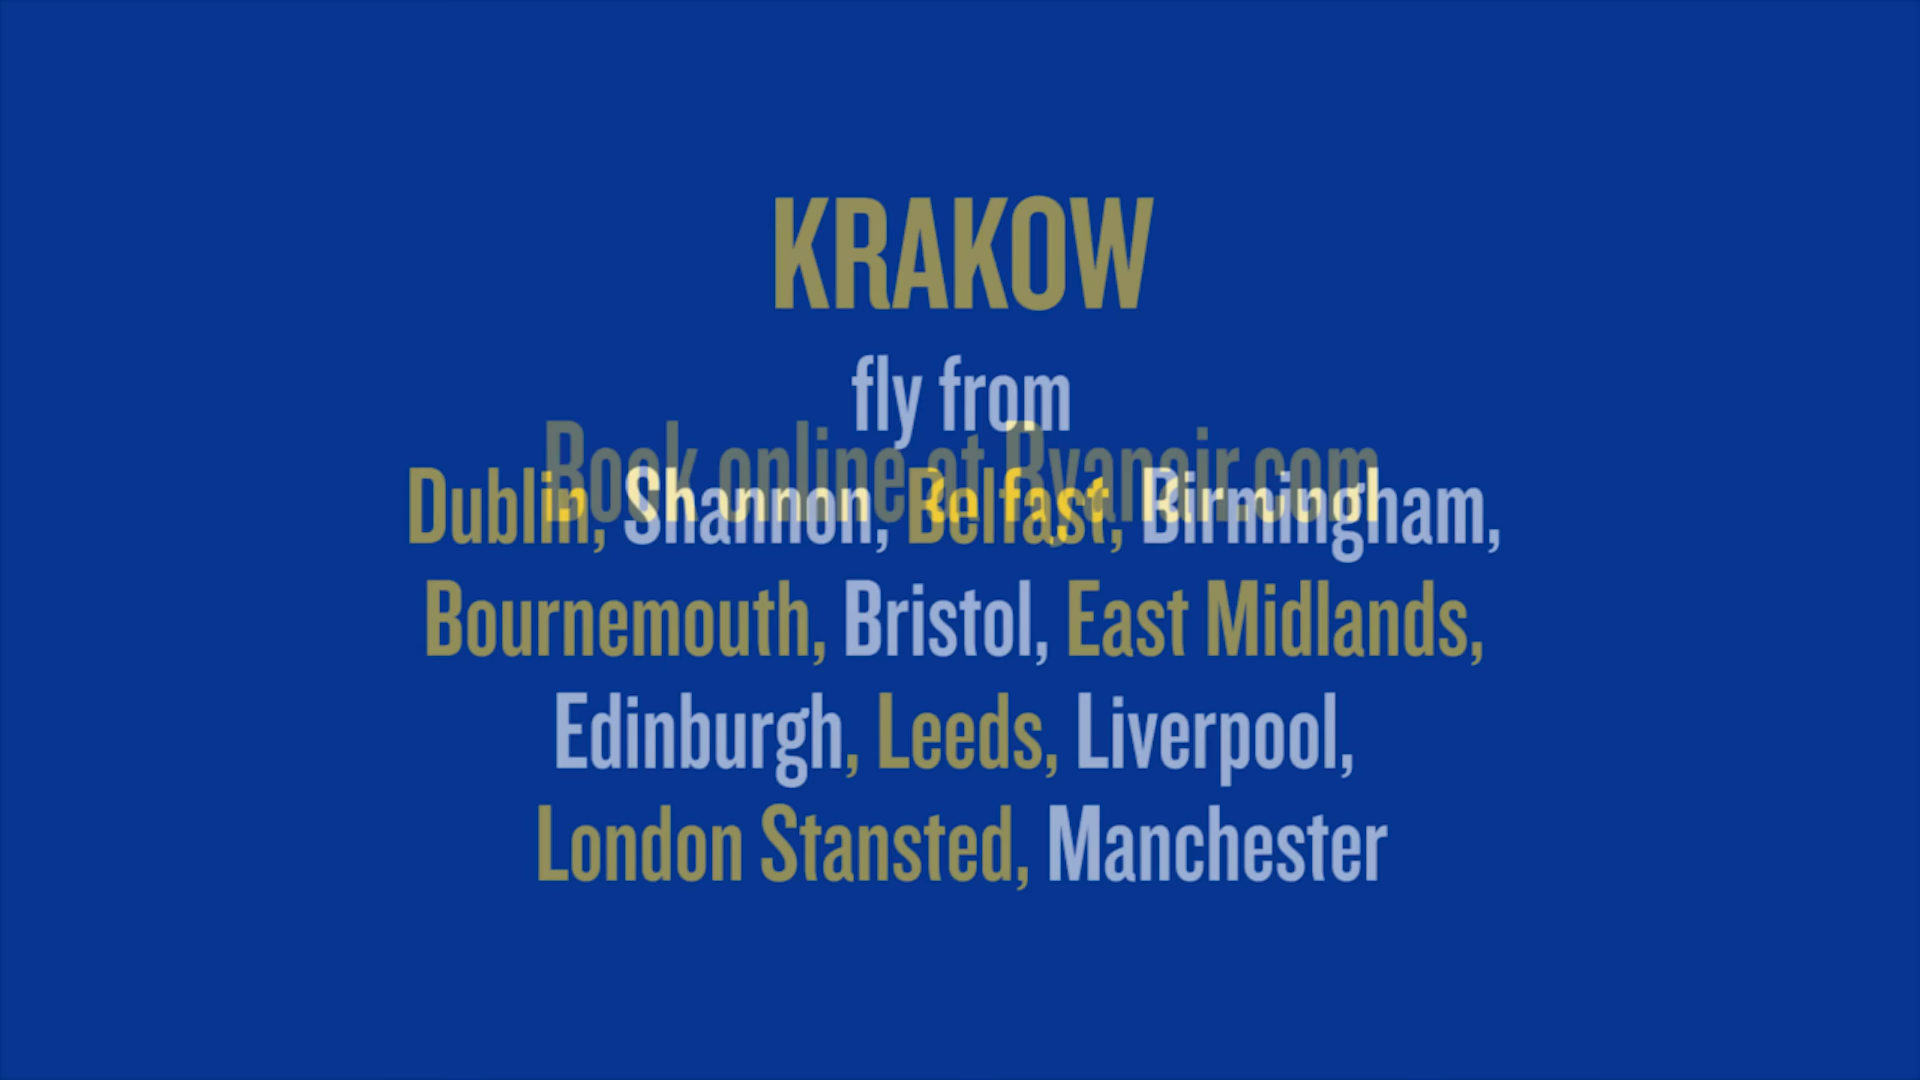 KRAKOW
fly from
Book online at Ryanair.com
Dublin, Shannon, Belfast, Birmingham,
Bournemouth, Bristol, East Midlands,
Edinburgh, Leeds, Liverpool,
London Stansted, Manchester